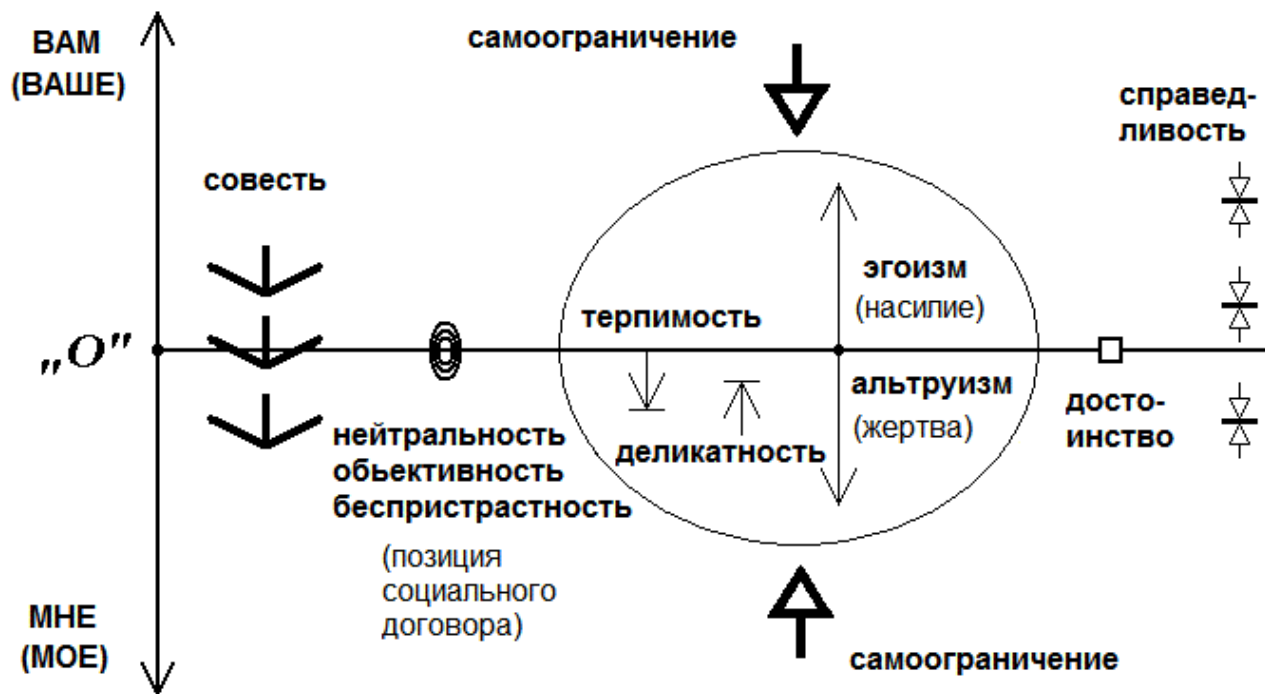 ВАМ
(ВАШЕ)
самоограничение
справед-
ливость
совесть
эгоизм
(насилие)
терпимость
„О"
альтруизм
(жертва)
досто-
инство
нейтральность
обьективность
беспристрастность
деликатность
(позиция
социального
договора)
МНЕ
(МОЕ)
самоограничение